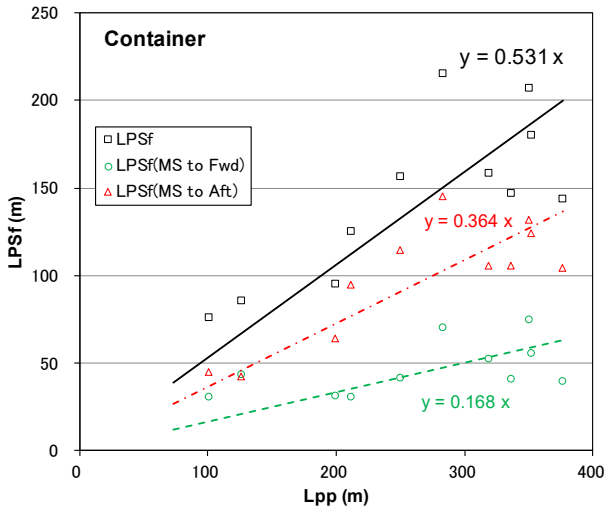 Container
y = 0.531 x
250
200
150
100
50
0
LPSf (m)
LPSf
LPSf(MS to Fwd)
LPSf(MS to Aft)
y = 0.364 x
y = 0.168 x
0 100 200 300 400
Lpp (m)